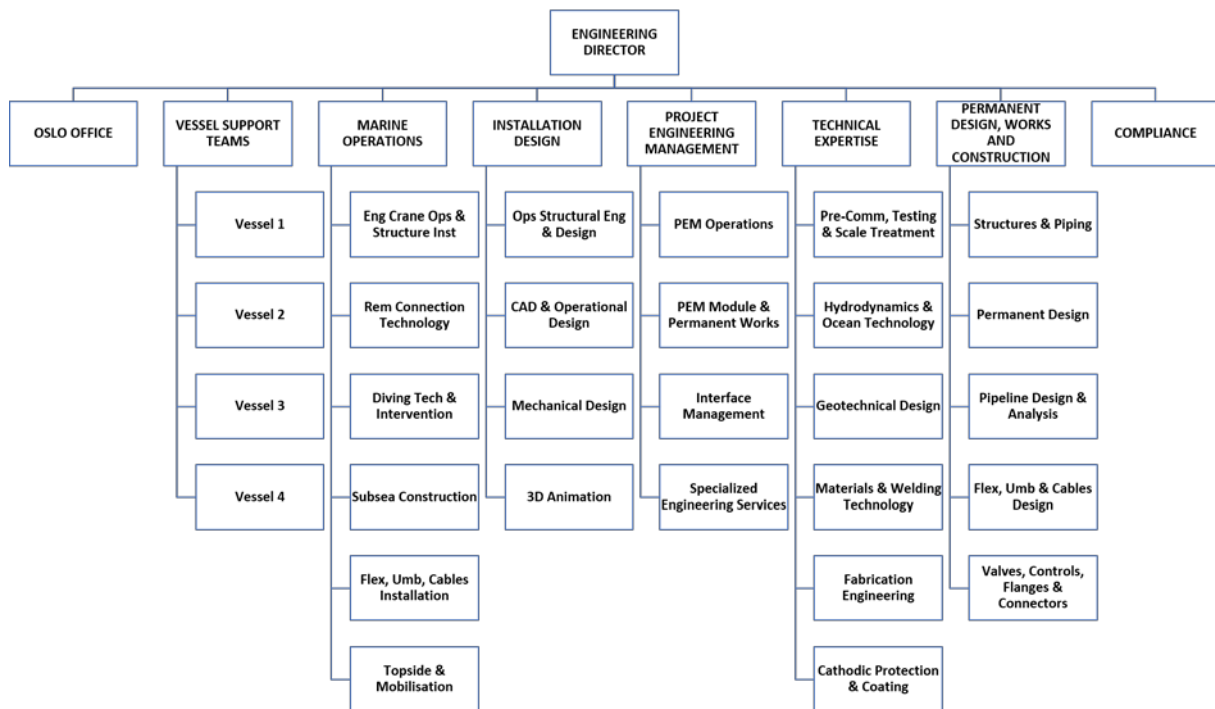 ENGINEERING
DIRECTOR
OSLO OFFICE
VESSEL SUPPORT
TEAMS
MARINE
OPERATIONS
INSTALLATION
DESIGN
PROJECT
ENGINEERING
MANAGEMENT
TECHNICAL
EXPERTISE
PERMANENT
DESIGN, WORKS
AND
CONSTRUCTION
COMPLIANCE
Vessel 1
Eng Crane Ops &
Structure Inst
Ops Structural Eng
& Design
PEM Operations
Pre-Comm, Testing
& Scale Treatment
Structures & Piping
Vessel 2
Rem Connection
Technology
CAD & Operational
Design
PEM Module &
Permanent Works
Hydrodynamics &
Ocean Technology
Permanent Design
Vessel 3
Diving Tech &
Intervention
Mechanical Design
Interface
Management
Geotechnical Design
Pipeline Design &
Analysis
Vessel 4
Subsea Construction
3D Animation
Specialized
Engineering Services
Materials & Welding
Technology
Flex, Umb & Cables
Design
Flex, Umb, Cables
Installation
Fabrication
Engineering
Valves, Controls,
Flanges &
Connectors
Topside &
Mobilisation
Cathodic Protection
& Coating